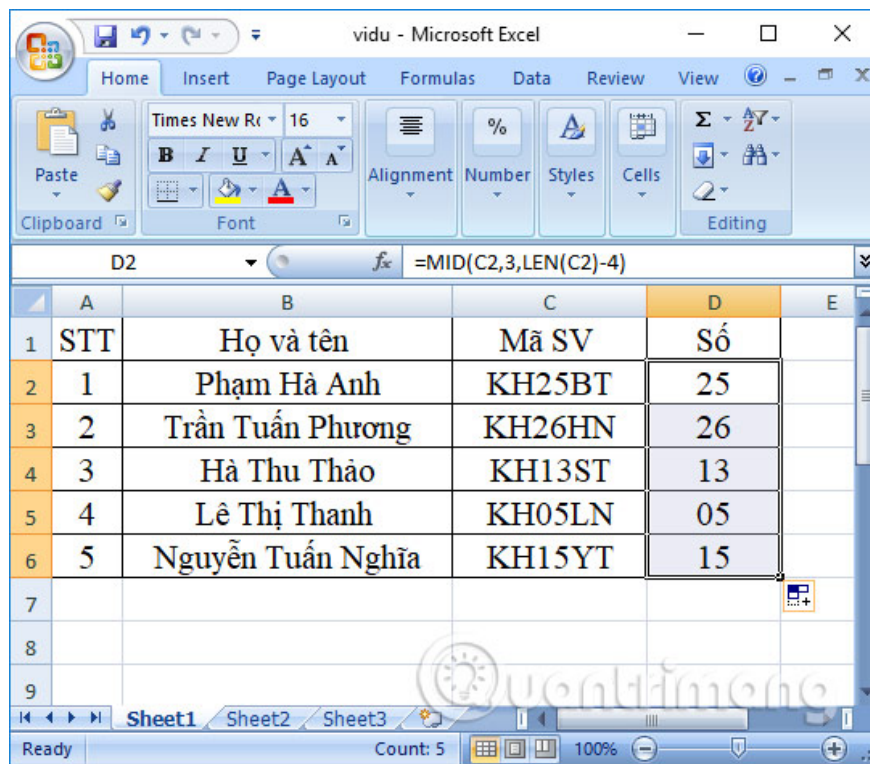 vidu - Microsoft Excel
Home Insert Page Layout Formulas Data Review View
Times New Ro 16
Paste B I U A A Alignment Number Styles Cells Σ
Clipboard Font Editing
D2 fx =MID(C2,3,LEN(C2)-4)
A B C D E
1 STT Họ và tên Mã SV Số
2 1 Phạm Hà Anh KH25BT 25
3 2 Trần Tuấn Phương KH26HN 26
4 3 Hà Thu Thảo KH13ST 13
5 4 Lê Thị Thanh KH05LN 05
6 5 Nguyễn Tuấn Nghĩa KH15YT 15
7
8
9
Quantrimang
Sheet1 Sheet2 Sheet3
Ready Count: 5 100%